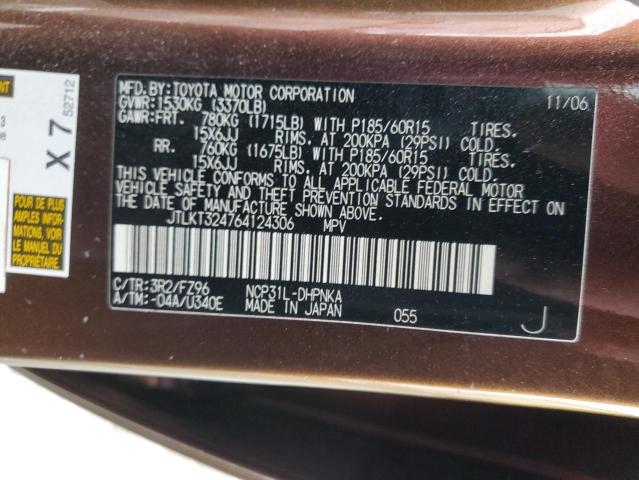 MFD.BY:TOYOTA MOTOR CORPORATION 11/06
GVWR:1530KG (3370LB)
GAWR:FRT. 780KG (1715LB) WITH P185/60R15 TIRES.
15X6JJ RIMS. AT 200KPA (29PSI) COLD.
RR. 760KG (1675LB) WITH P185/60R15 TIRES.
15X6JJ RIMS. AT 200KPA (29PSI) COLD.
THIS VEHICLE CONFORMS TO ALL APPLICABLE FEDERAL MOTOR
VEHICLE SAFETY AND THEFT PREVENTION STANDARDS IN EFFECT ON
THE DATE OF MANUFACTURE SHOWN ABOVE.
JTLKT324764124306 MPV
C/TR:3R2/FZ96 NCP31L-DHPNKA
A/TM:-04A/U340E MADE IN JAPAN 055 J
X 7
52712
POUR DE PLUS
AMPLES INFOR-
MATIONS, VOIR
LE MANUEL DU
PROPRIÉTAIRE.